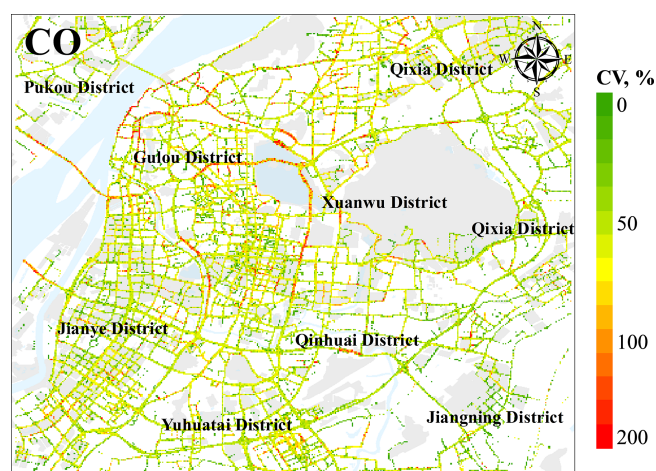 CO
N
W
E
S
Qixia District
Pukou District
Gulou District
Xuanwu District
Qixia District
Jianye District
Qinhuai District
Yuhuatai District
Jiangning District
CV, %
0
50
100
200